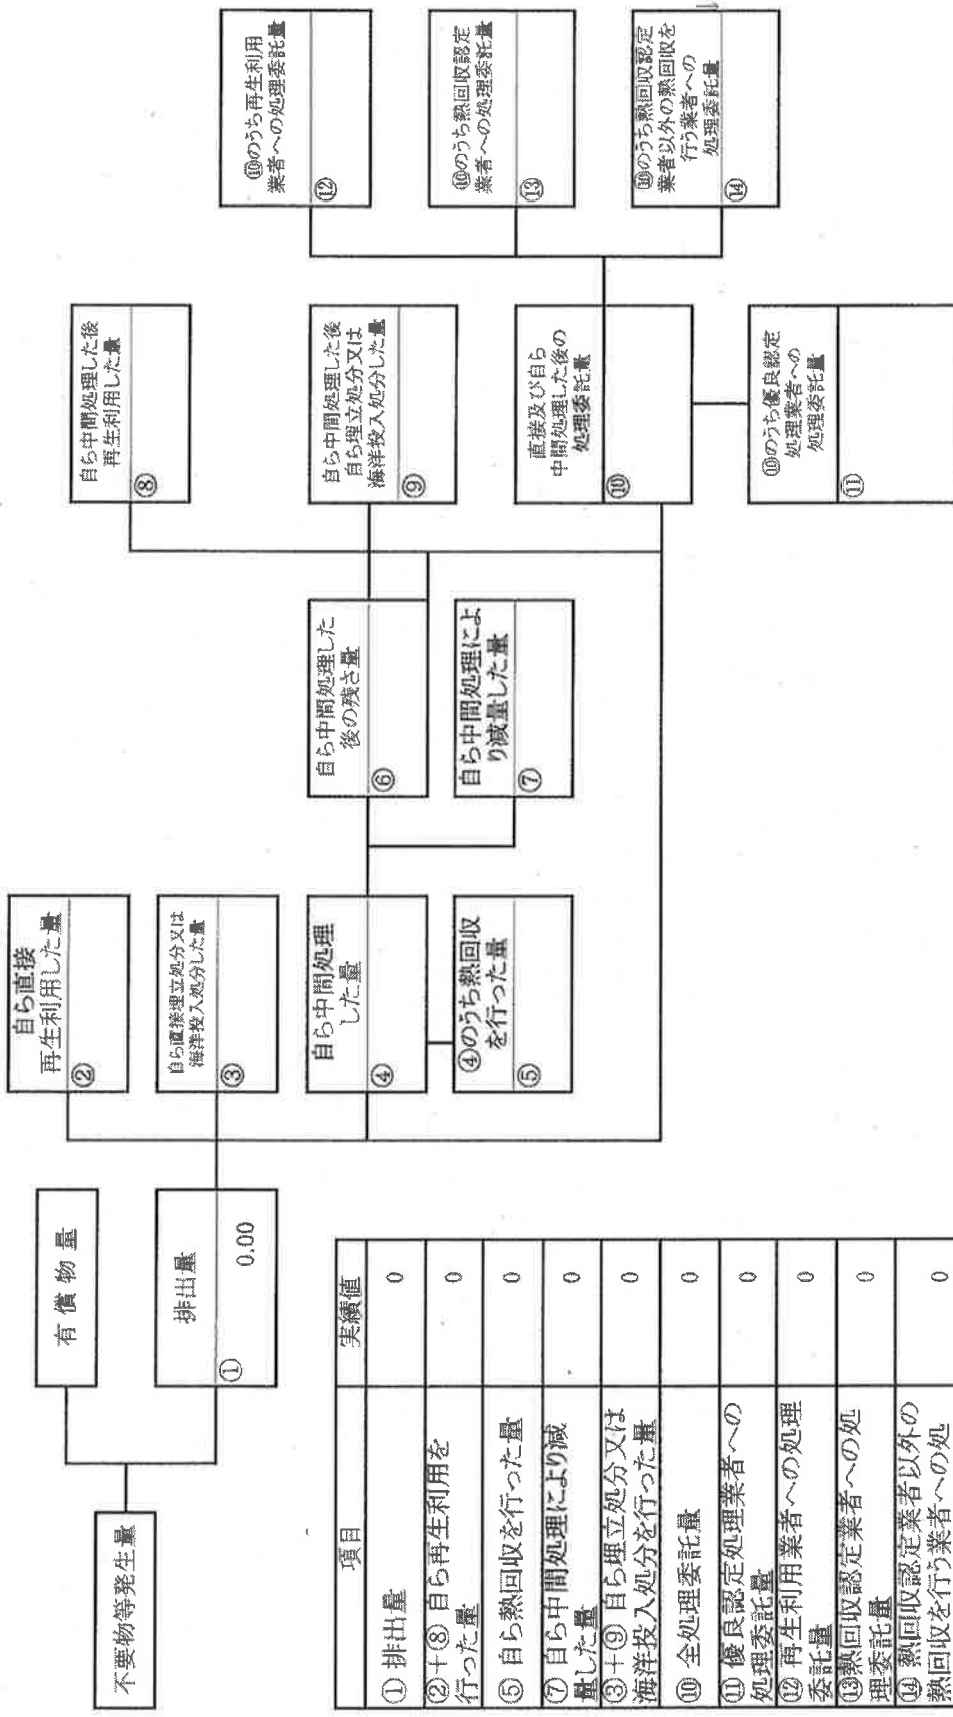 不要物等発生量
有償物量
排出量
①
0.00
自ら直接
再生利用した量
②
自ら直接埋立処分又は
海洋投入処分した量
③
自ら中間処理
した量
④
④のうち熱回収
を行った量
⑤
自ら中間処理した
後の残さ量
⑥
自ら中間処理によ
り減量した量
⑦
自ら中間処理した後
再生利用した量
⑧
自ら中間処理した後
自ら埋立処分又は
海洋投入処分した量
⑨
直接及び自ら
中間処理した後の
処理委託量
⑩
⑩のうち優良認定
処理業者への
処理委託量
⑪
⑩のうち再生利用
業者への処理委託量
⑫
⑩のうち熱回収認定
業者への処理委託量
⑬
⑩のうち熱回収認定
業者以外の熱回収を
行う業者への
処理委託量
⑭
項目 実績値
①排出量 0
②+⑧ 自ら再生利用を
行った量 0
⑤ 自ら熱回収を行った量 0
⑦ 自ら中間処理により減
量した量 0
③+⑨ 自ら埋立処分又は
海洋投入処分を行った量 0
⑩ 全処理委託量 0
⑪ 優良認定処理業者への
処理委託量 0
⑫ 再生利用業者への処理
委託量 0
⑬熱回収認定業者への処
理委託量 0
⑭ 熱回収認定業者以外の
熱回収を行う業者への処 0